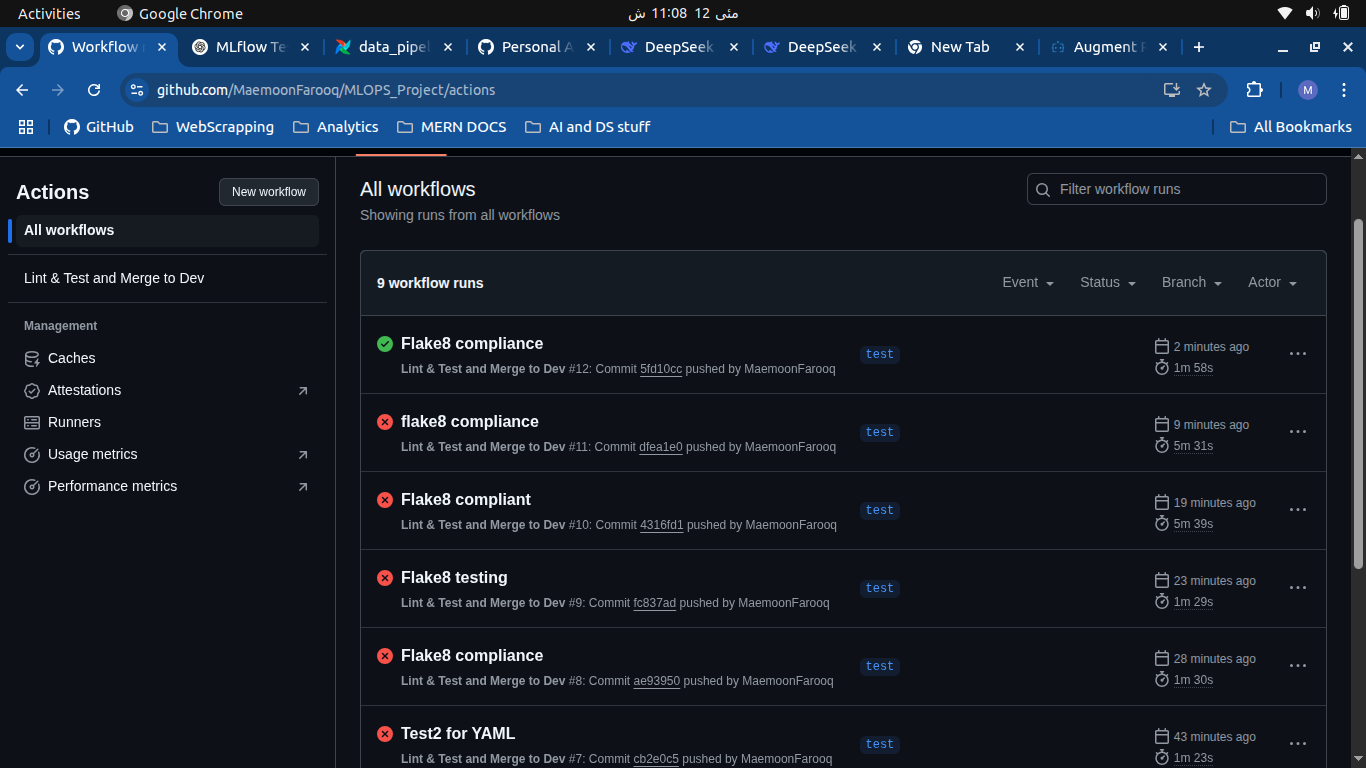 Activities Google Chrome مئی 12 11:08 ش
Workflow MLflow Te data_pipel Personal A DeepSeek DeepSeek New Tab Augment
github.com/MaemoonFarooq/MLOPS_Project/actions M
GitHub WebScrapping Analytics MERN DOCS AI and DS stuff All Bookmarks
Actions New workflow
All workflows
Lint & Test and Merge to Dev
Management
Caches
Attestations
Runners
Usage metrics
Performance metrics
All workflows Filter workflow runs
Showing runs from all workflows
9 workflow runs Event Status Branch Actor
Flake8 compliance test 2 minutes ago
Lint & Test and Merge to Dev #12: Commit 5fd10cc pushed by MaemoonFarooq 1m 58s
flake8 compliance test 9 minutes ago
Lint & Test and Merge to Dev #11: Commit dfea1e0 pushed by MaemoonFarooq 5m 31s
Flake8 compliant test 19 minutes ago
Lint & Test and Merge to Dev #10: Commit 4316fd1 pushed by MaemoonFarooq 5m 39s
Flake8 testing test 23 minutes ago
Lint & Test and Merge to Dev #9: Commit fc837ad pushed by MaemoonFarooq 1m 29s
Flake8 compliance test 28 minutes ago
Lint & Test and Merge to Dev #8: Commit ae93950 pushed by MaemoonFarooq 1m 30s
Test2 for YAML test 43 minutes ago
Lint & Test and Merge to Dev #7: Commit cb2e0c5 pushed by MaemoonFarooq 1m 23s